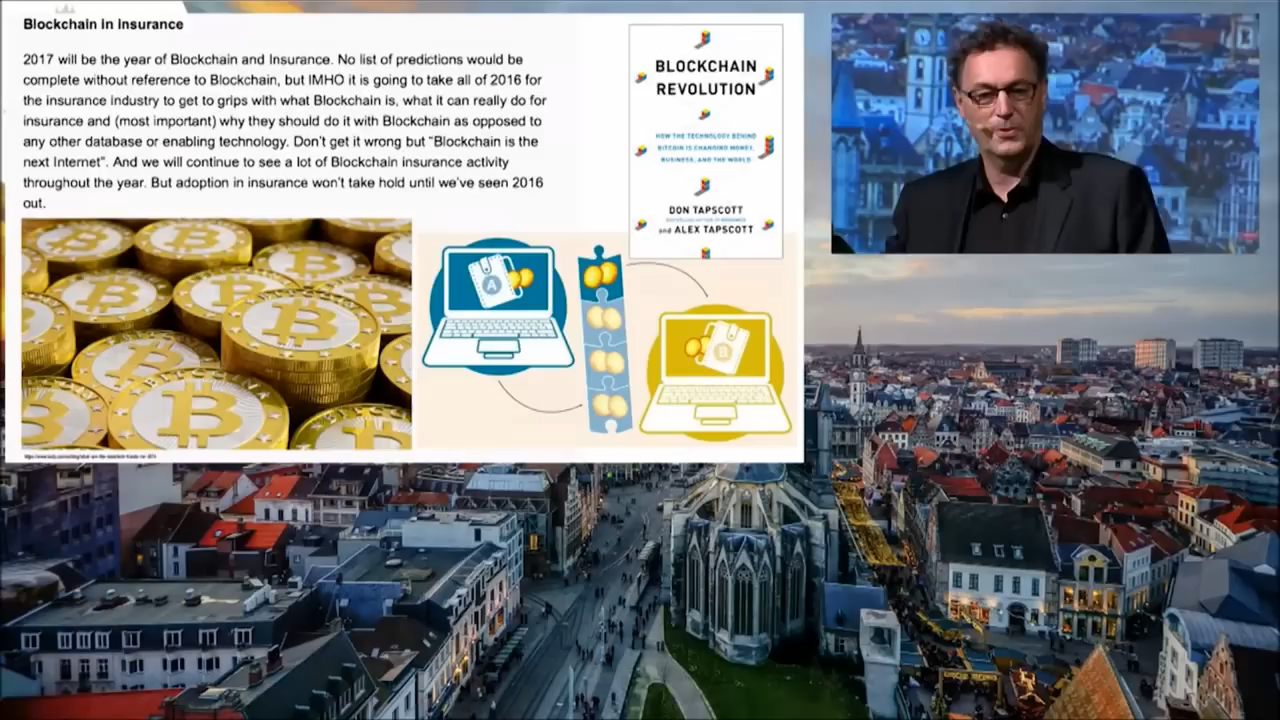 Blockchain in insurance
2017 will be the year of Blockchain and Insurance. No list of predictions would be
complete without reference to Blockchain, but IMHO it is going to take all of 2016 for
the insurance industry to get to grips with what Blockchain is, what it can really do for
insurance and (most important) why they should do it with Blockchain as opposed to
any other database or enabling technology. Don't get it wrong but “Blockchain is the
next Internet”. And we will continue to see a lot of Blockchain insurance activity
throughout the year. But adoption in insurance won't take hold until we've seen 2016
out.
BLOCKCHAIN
REVOLUTION
HOW THE TECHNOLOGY BEHIND
BITCOIN IS CHANGING MONEY,
BUSINESS, AND THE WORLD
DON TAPSCOTT
and ALEX TAPSCOTT
A
B